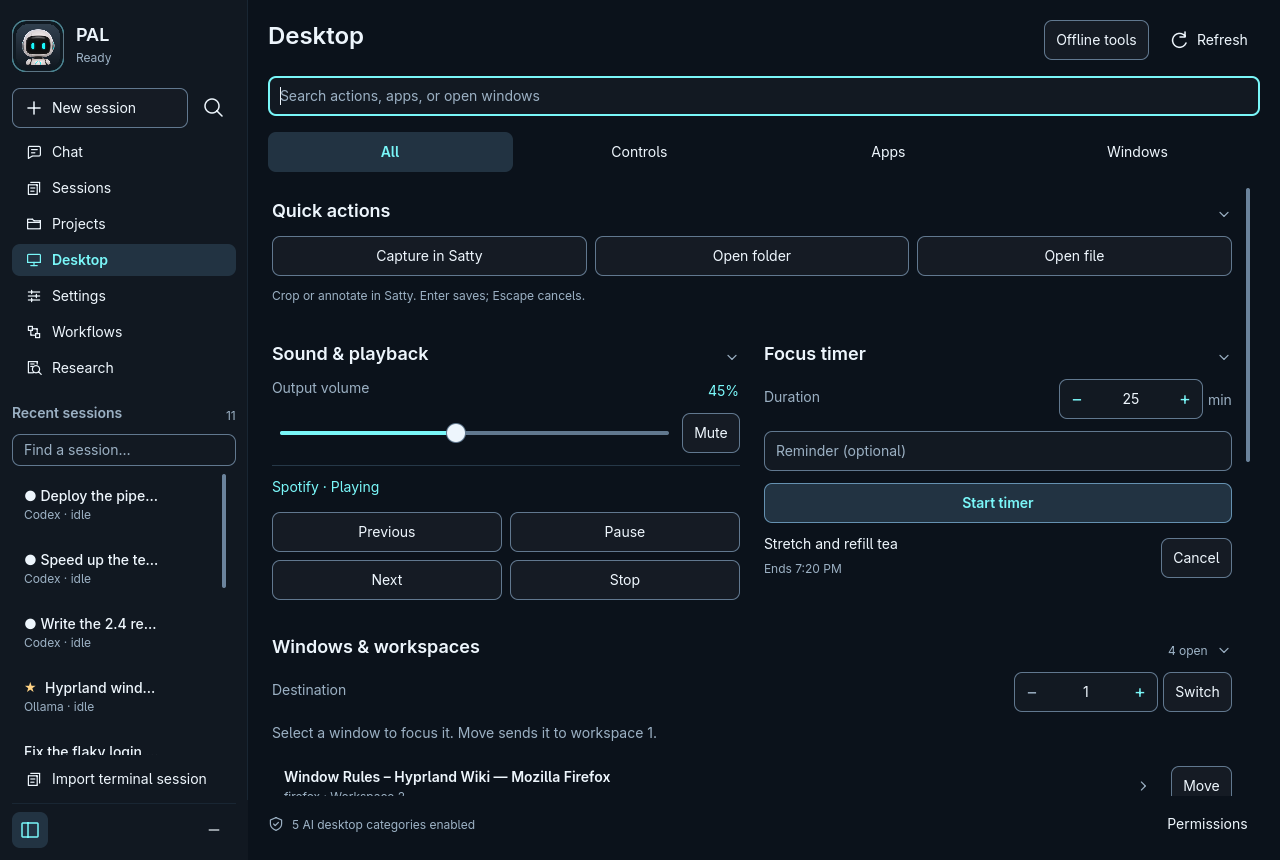 PAL
Ready
New session
Chat
Sessions
Projects
Desktop
Settings
Workflows
Research
Recent sessions 11
Find a session...
Deploy the pipe...
Codex · idle
Speed up the te...
Codex · idle
Write the 2.4 re...
Codex · idle
★ Hyprland wind...
Ollama · idle
Fix the flaky login
Import terminal session
Desktop
Offline tools
Refresh
Search actions, apps, or open windows
All Controls Apps Windows
Quick actions
Capture in Satty Open folder Open file
Crop or annotate in Satty. Enter saves; Escape cancels.
Sound & playback
Output volume 45%
Mute
Spotify · Playing
Previous Pause
Next Stop
Focus timer
Duration − 25 + min
Reminder (optional)
Start timer
Stretch and refill tea
Ends 7:20 PM
Cancel
Windows & workspaces 4 open
Destination − 1 + Switch
Select a window to focus it. Move sends it to workspace 1.
Window Rules – Hyprland Wiki — Mozilla Firefox
firefox · Workspace 2
Move
5 AI desktop categories enabled
Permissions